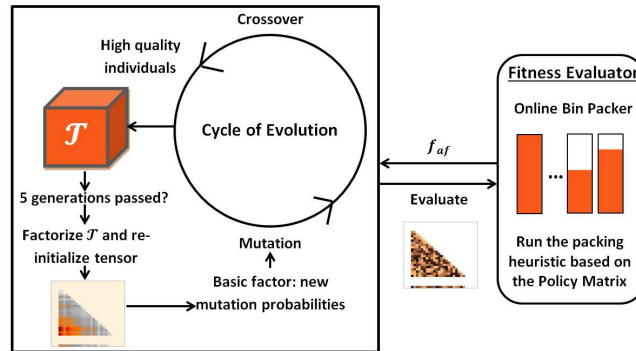 Crossover
High quality
individuals
𝒯
Cycle of Evolution
5 generations passed?
Factorize 𝒯 and re-
initialize tensor
Mutation
Basic factor: new
mutation probabilities
f_af
Evaluate
Fitness Evaluator
Online Bin Packer
...
Run the packing
heuristic based on
the Policy Matrix